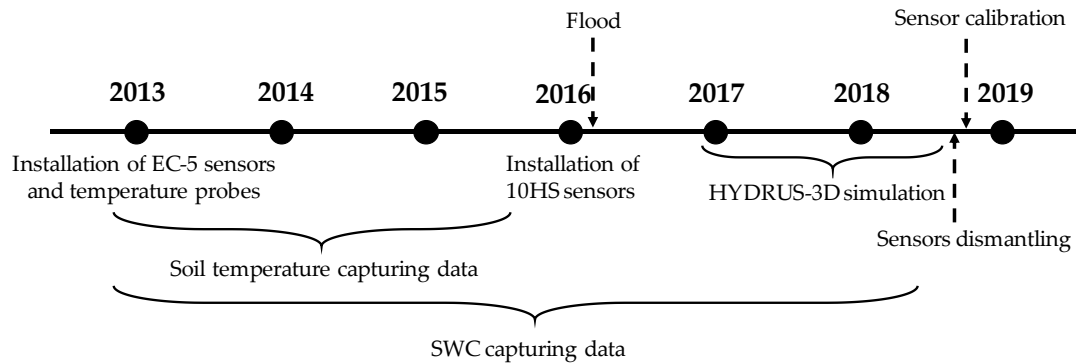 Flood
Sensor calibration
2013
2014
2015
2016
2017
2018
2019
Installation of EC-5 sensors
and temperature probes
Installation of
10HS sensors
HYDRUS-3D simulation
Sensors dismantling
Soil temperature capturing data
SWC capturing data